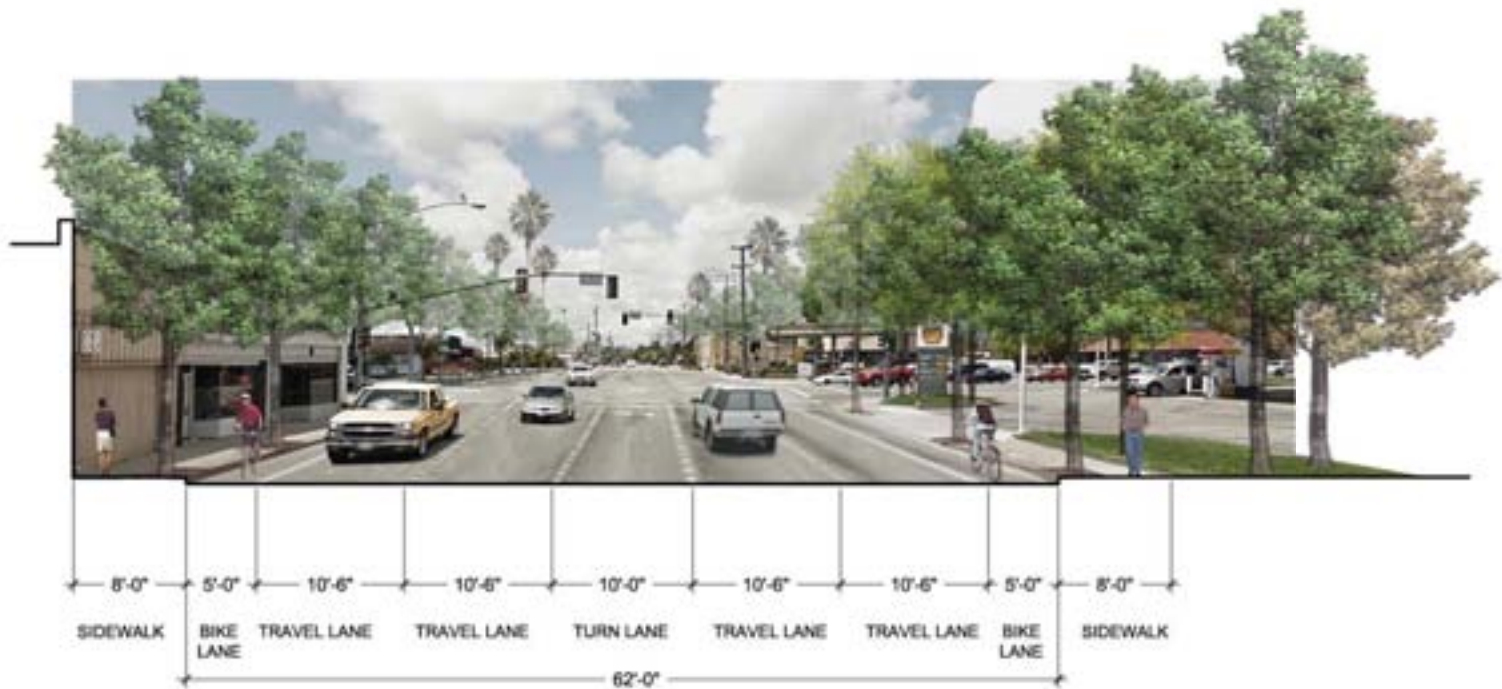 8'-0" 5'-0" 10'-6" 10'-6" 10'-0" 10'-6" 10'-6" 5'-0" 8'-0"
SIDEWALK BIKE TRAVEL LANE TRAVEL LANE TURN LANE TRAVEL LANE TRAVEL LANE BIKE SIDEWALK
LANE LANE
62'-0"